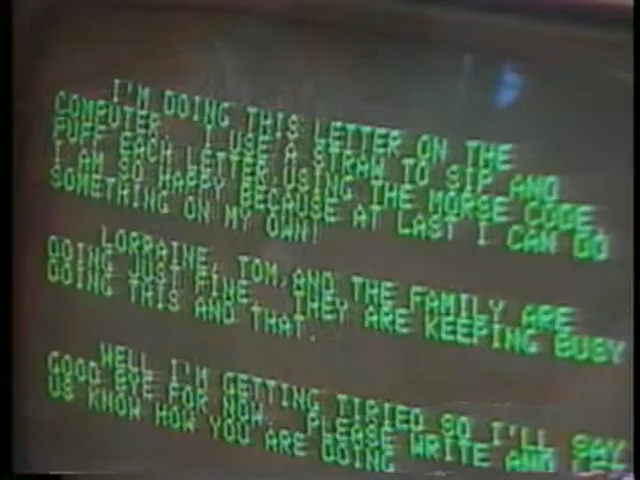 I'M DOING THIS LETTER ON THE
COMPUTER. I USE A STRAW TO SIP AND
PUFF EACH LETTER USING THE MORSE CODE
I AM SO HAPPY BECAUSE AT LAST I CAN DO
SOMETHING ON MY OWN!
LORRAINE, TOM, AND THE FAMILY ARE
DOING JUST FINE. THEY ARE KEEPING BUSY
DOING THIS AND THAT.
WELL I'M GETTING TIRIED SO I'LL SAY
GOOD BYE FOR NOW. PLEASE WRITE AND LET
US KNOW HOW YOU ARE DOING